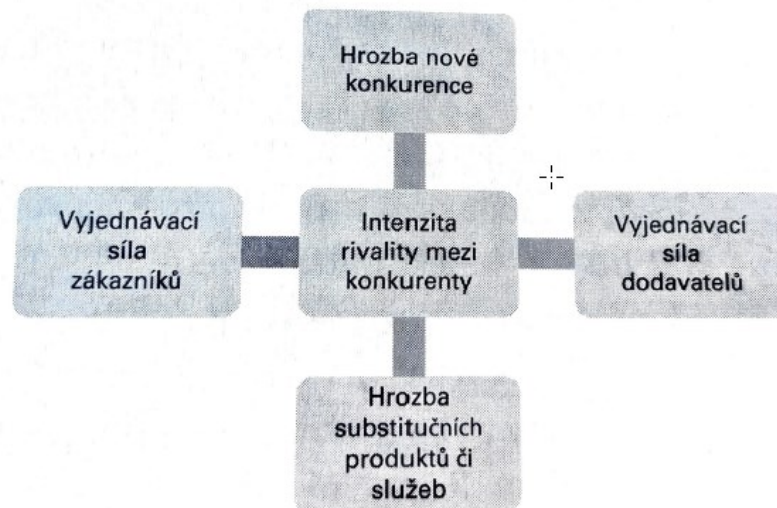 Hrozba nové
konkurence
Vyjednávací
síla
zákazníků
Intenzita
rivality mezi
konkurenty
Vyjednávací
síla
dodavatelů
Hrozba
substitučních
produktů či
služeb